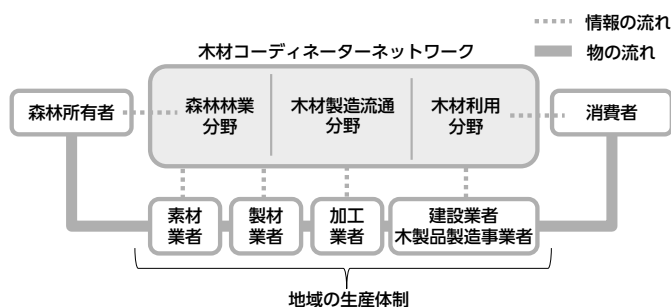 情報の流れ
物の流れ
木材コーディネーターネットワーク
森林所有者
森林林業
分野
木材製造流通
分野
木材利用
分野
消費者
素材
業者
製材
業者
加工
業者
建設業者
木製品製造事業者
地域の生産体制